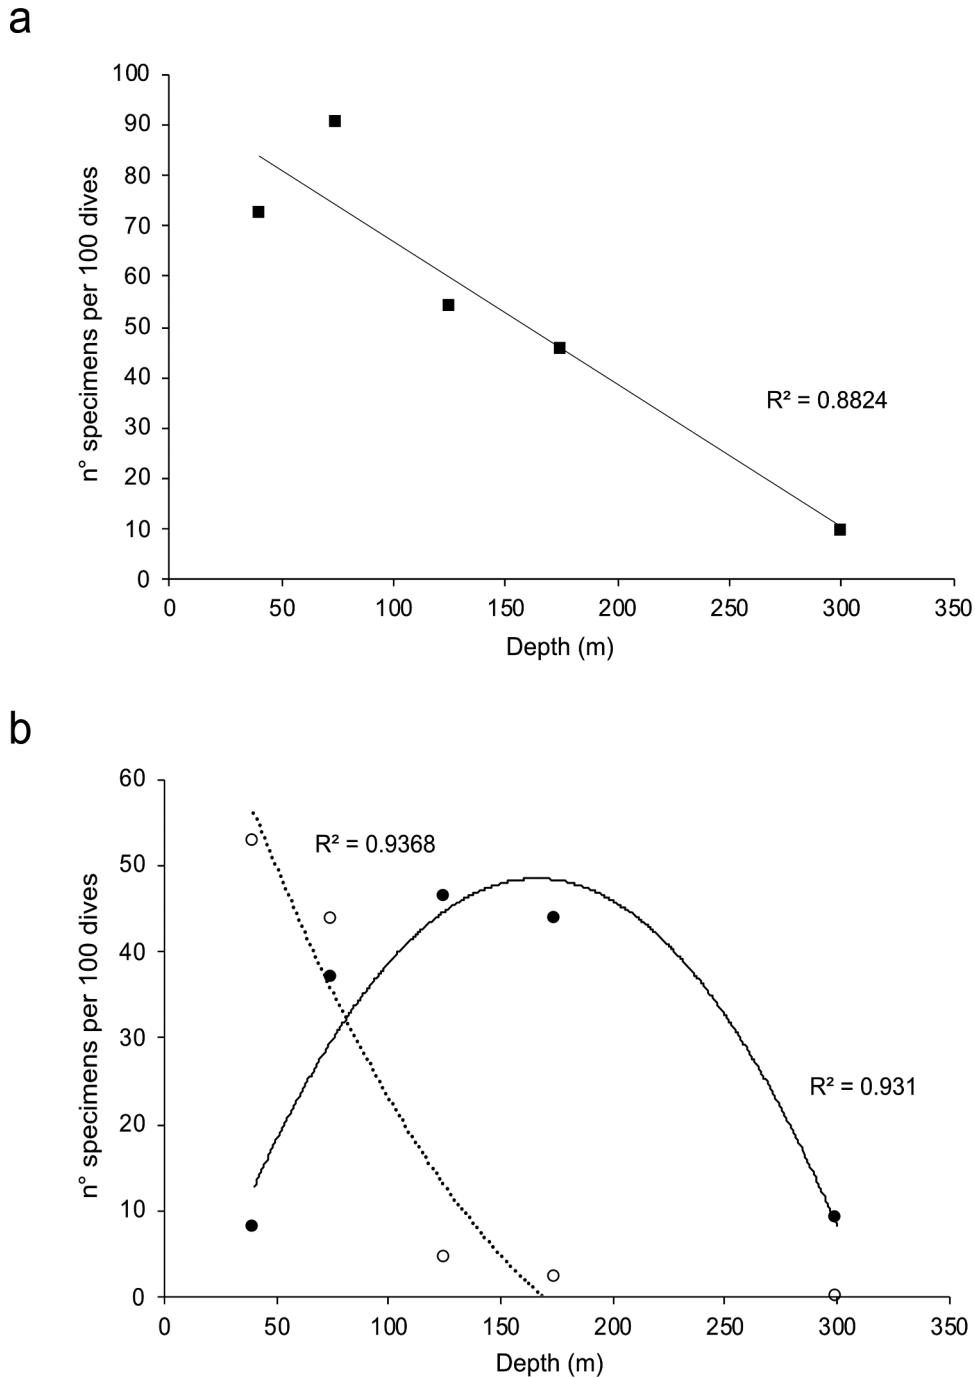 a
100
90
80
70
60
50
40
30
20
10
0
n° specimens per 100 dives
R² = 0.8824
0 50 100 150 200 250 300 350
Depth (m)
b
60
50
40
30
20
10
0
n° specimens per 100 dives
R² = 0.9368
R² = 0.931
0 50 100 150 200 250 300 350
Depth (m)